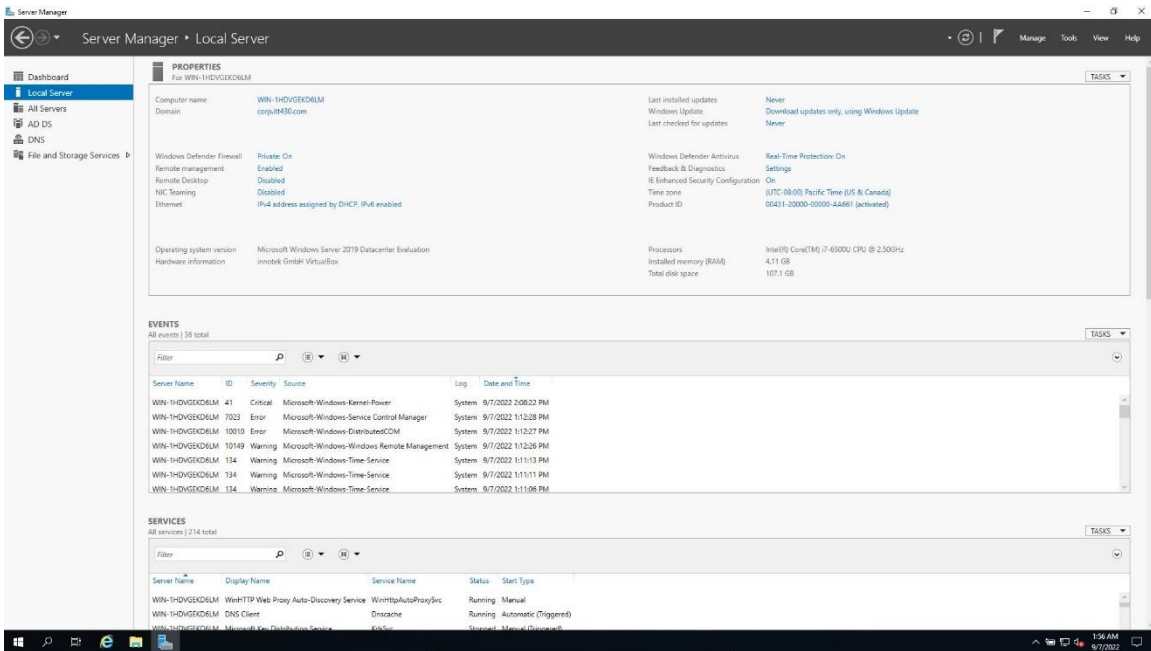 Server Manager
Server Manager • Local Server
Manage Tools View Help
Dashboard
Local Server
All Servers
AD DS
DNS
File and Storage Services
PROPERTIES
For WIN-1HDVGEKD6LM
TASKS
Computer name WIN-1HDVGEKD6LM
Domain corp.itt430.com
Last installed updates Never
Windows Update Download updates only, using Windows Update
Last checked for updates Never
Windows Defender Firewall Private: On
Remote management Enabled
Remote Desktop Disabled
NIC Teaming Disabled
Ethernet IPv4 address assigned by DHCP, IPv6 enabled
Windows Defender Antivirus Real-Time Protection: On
Feedback & Diagnostics Settings
IE Enhanced Security Configuration On
Time zone (UTC-08:00) Pacific Time (US & Canada)
Product ID 00431-20000-00000-AA661 (activated)
Operating system version Microsoft Windows Server 2019 Datacenter Evaluation
Hardware information innotek GmbH VirtualBox
Processors Intel(R) Core(TM) i7-6500U CPU @ 2.50GHz
Installed memory (RAM) 4.11 GB
Total disk space 107.1 GB
EVENTS
All events | 36 total
TASKS
Filter
Server Name ID Severity Source Log Date and Time
WIN-1HDVGEKD6LM 41 Critical Microsoft-Windows-Kernel-Power System 9/7/2022 2:08:22 PM
WIN-1HDVGEKD6LM 7023 Error Microsoft-Windows-Service Control Manager System 9/7/2022 1:12:28 PM
WIN-1HDVGEKD6LM 10010 Error Microsoft-Windows-DistributedCOM System 9/7/2022 1:12:27 PM
WIN-1HDVGEKD6LM 10149 Warning Microsoft-Windows-Windows Remote Management System 9/7/2022 1:12:26 PM
WIN-1HDVGEKD6LM 134 Warning Microsoft-Windows-Time-Service System 9/7/2022 1:11:13 PM
WIN-1HDVGEKD6LM 134 Warning Microsoft-Windows-Time-Service System 9/7/2022 1:11:11 PM
WIN-1HDVGEKD6LM 134 Warning Microsoft-Windows-Time-Service System 9/7/2022 1:11:06 PM
SERVICES
All services | 214 total
TASKS
Filter
Server Name Display Name Service Name Status Start Type
WIN-1HDVGEKD6LM WinHTTP Web Proxy Auto-Discovery Service WinHttpAutoProxySvc Running Manual
WIN-1HDVGEKD6LM DNS Client Dnscache Running Automatic (Triggered)
WIN-1HDVGEKD6LM Microsoft Key Distribution Service KdsSvc Stopped Manual (Triggered)
1:56 AM
9/7/2022